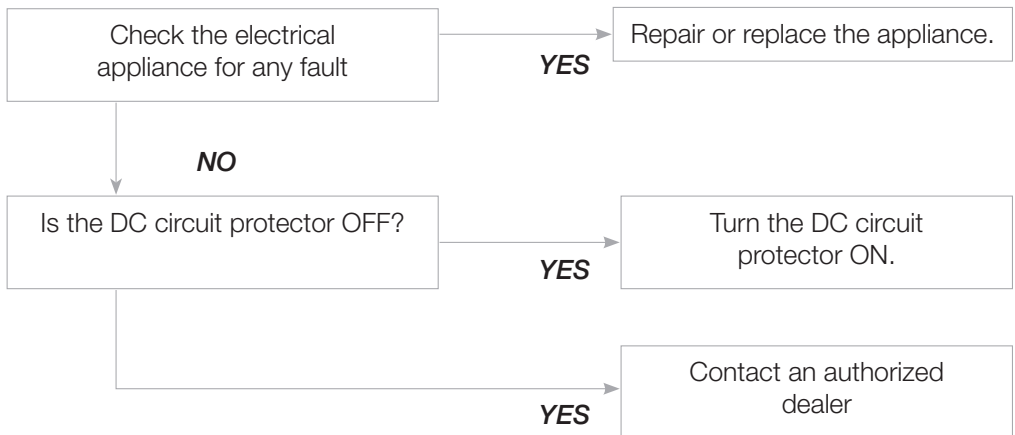 Check the electrical
appliance for any fault
YES
Repair or replace the appliance.
NO
Is the DC circuit protector OFF?
YES
Turn the DC circuit
protector ON.
YES
Contact an authorized
dealer